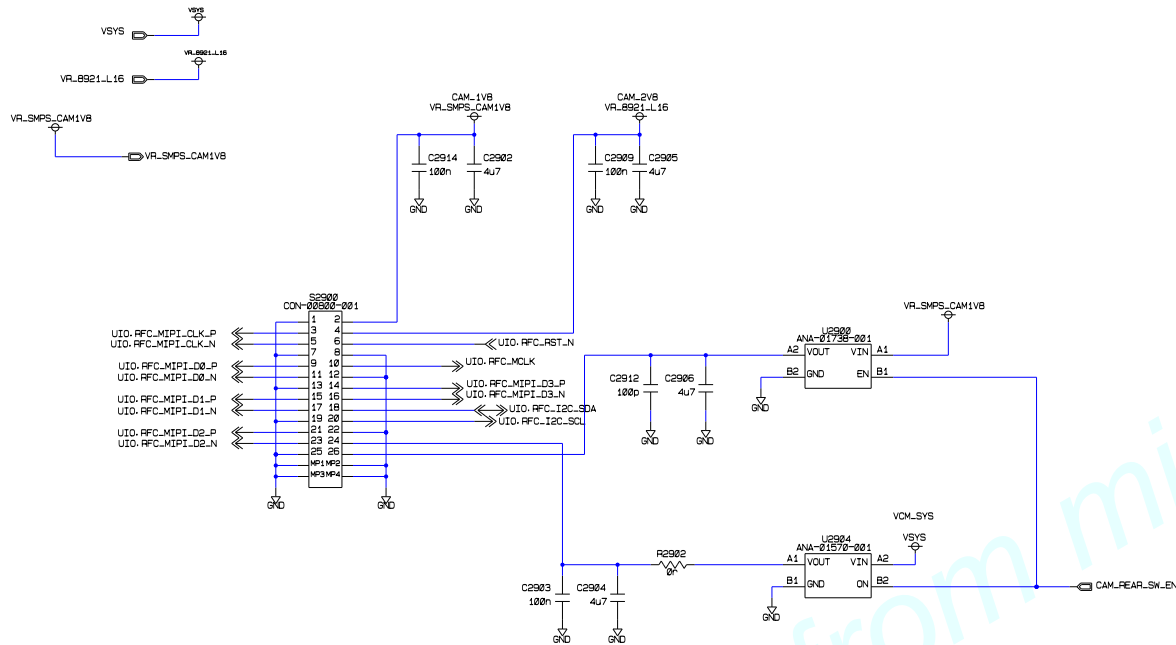 VSYS
VSYS
VR_8921_L16
VR_8921_L16
VR_SMPS_CAM1V8
VR_SMPS_CAM1V8
CAM_1V8
VR_SMPS_CAM1V8
C2914
100n
C2902
4u7
GND
GND
CAM_2V8
VR_8921_L16
C2909
100n
C2905
4u7
GND
GND
S2900
CON-00800-001
1 2
3 4
5 6
7 8
9 10
11 12
13 14
15 16
17 18
19 20
21 22
23 24
25 26
MP1 MP2
MP3 MP4
UIO.RFC_MIPI_CLK_P
UIO.RFC_MIPI_CLK_N
UIO.RFC_MIPI_D0_P
UIO.RFC_MIPI_D0_N
UIO.RFC_MIPI_D1_P
UIO.RFC_MIPI_D1_N
UIO.RFC_MIPI_D2_P
UIO.RFC_MIPI_D2_N
GND
GND
UIO.RFC_RST_N
UIO.RFC_MCLK
UIO.RFC_MIPI_D3_P
UIO.RFC_MIPI_D3_N
UIO.RFC_I2C_SDA
UIO.RFC_I2C_SCL
C2912
100p
C2906
4u7
GND
GND
VR_SMPS_CAM1V8
U2900
ANA-01738-001
A2 VOUT VIN A1
B2 GND EN B1
GND
VCM_SYS
VSYS
U2904
ANA-01570-001
A1 VOUT VIN A2
B1 GND ON B2
GND
R2902
0r
C2903
100n
C2904
4u7
GND
GND
CAM_REAR_SW_EN
from mi